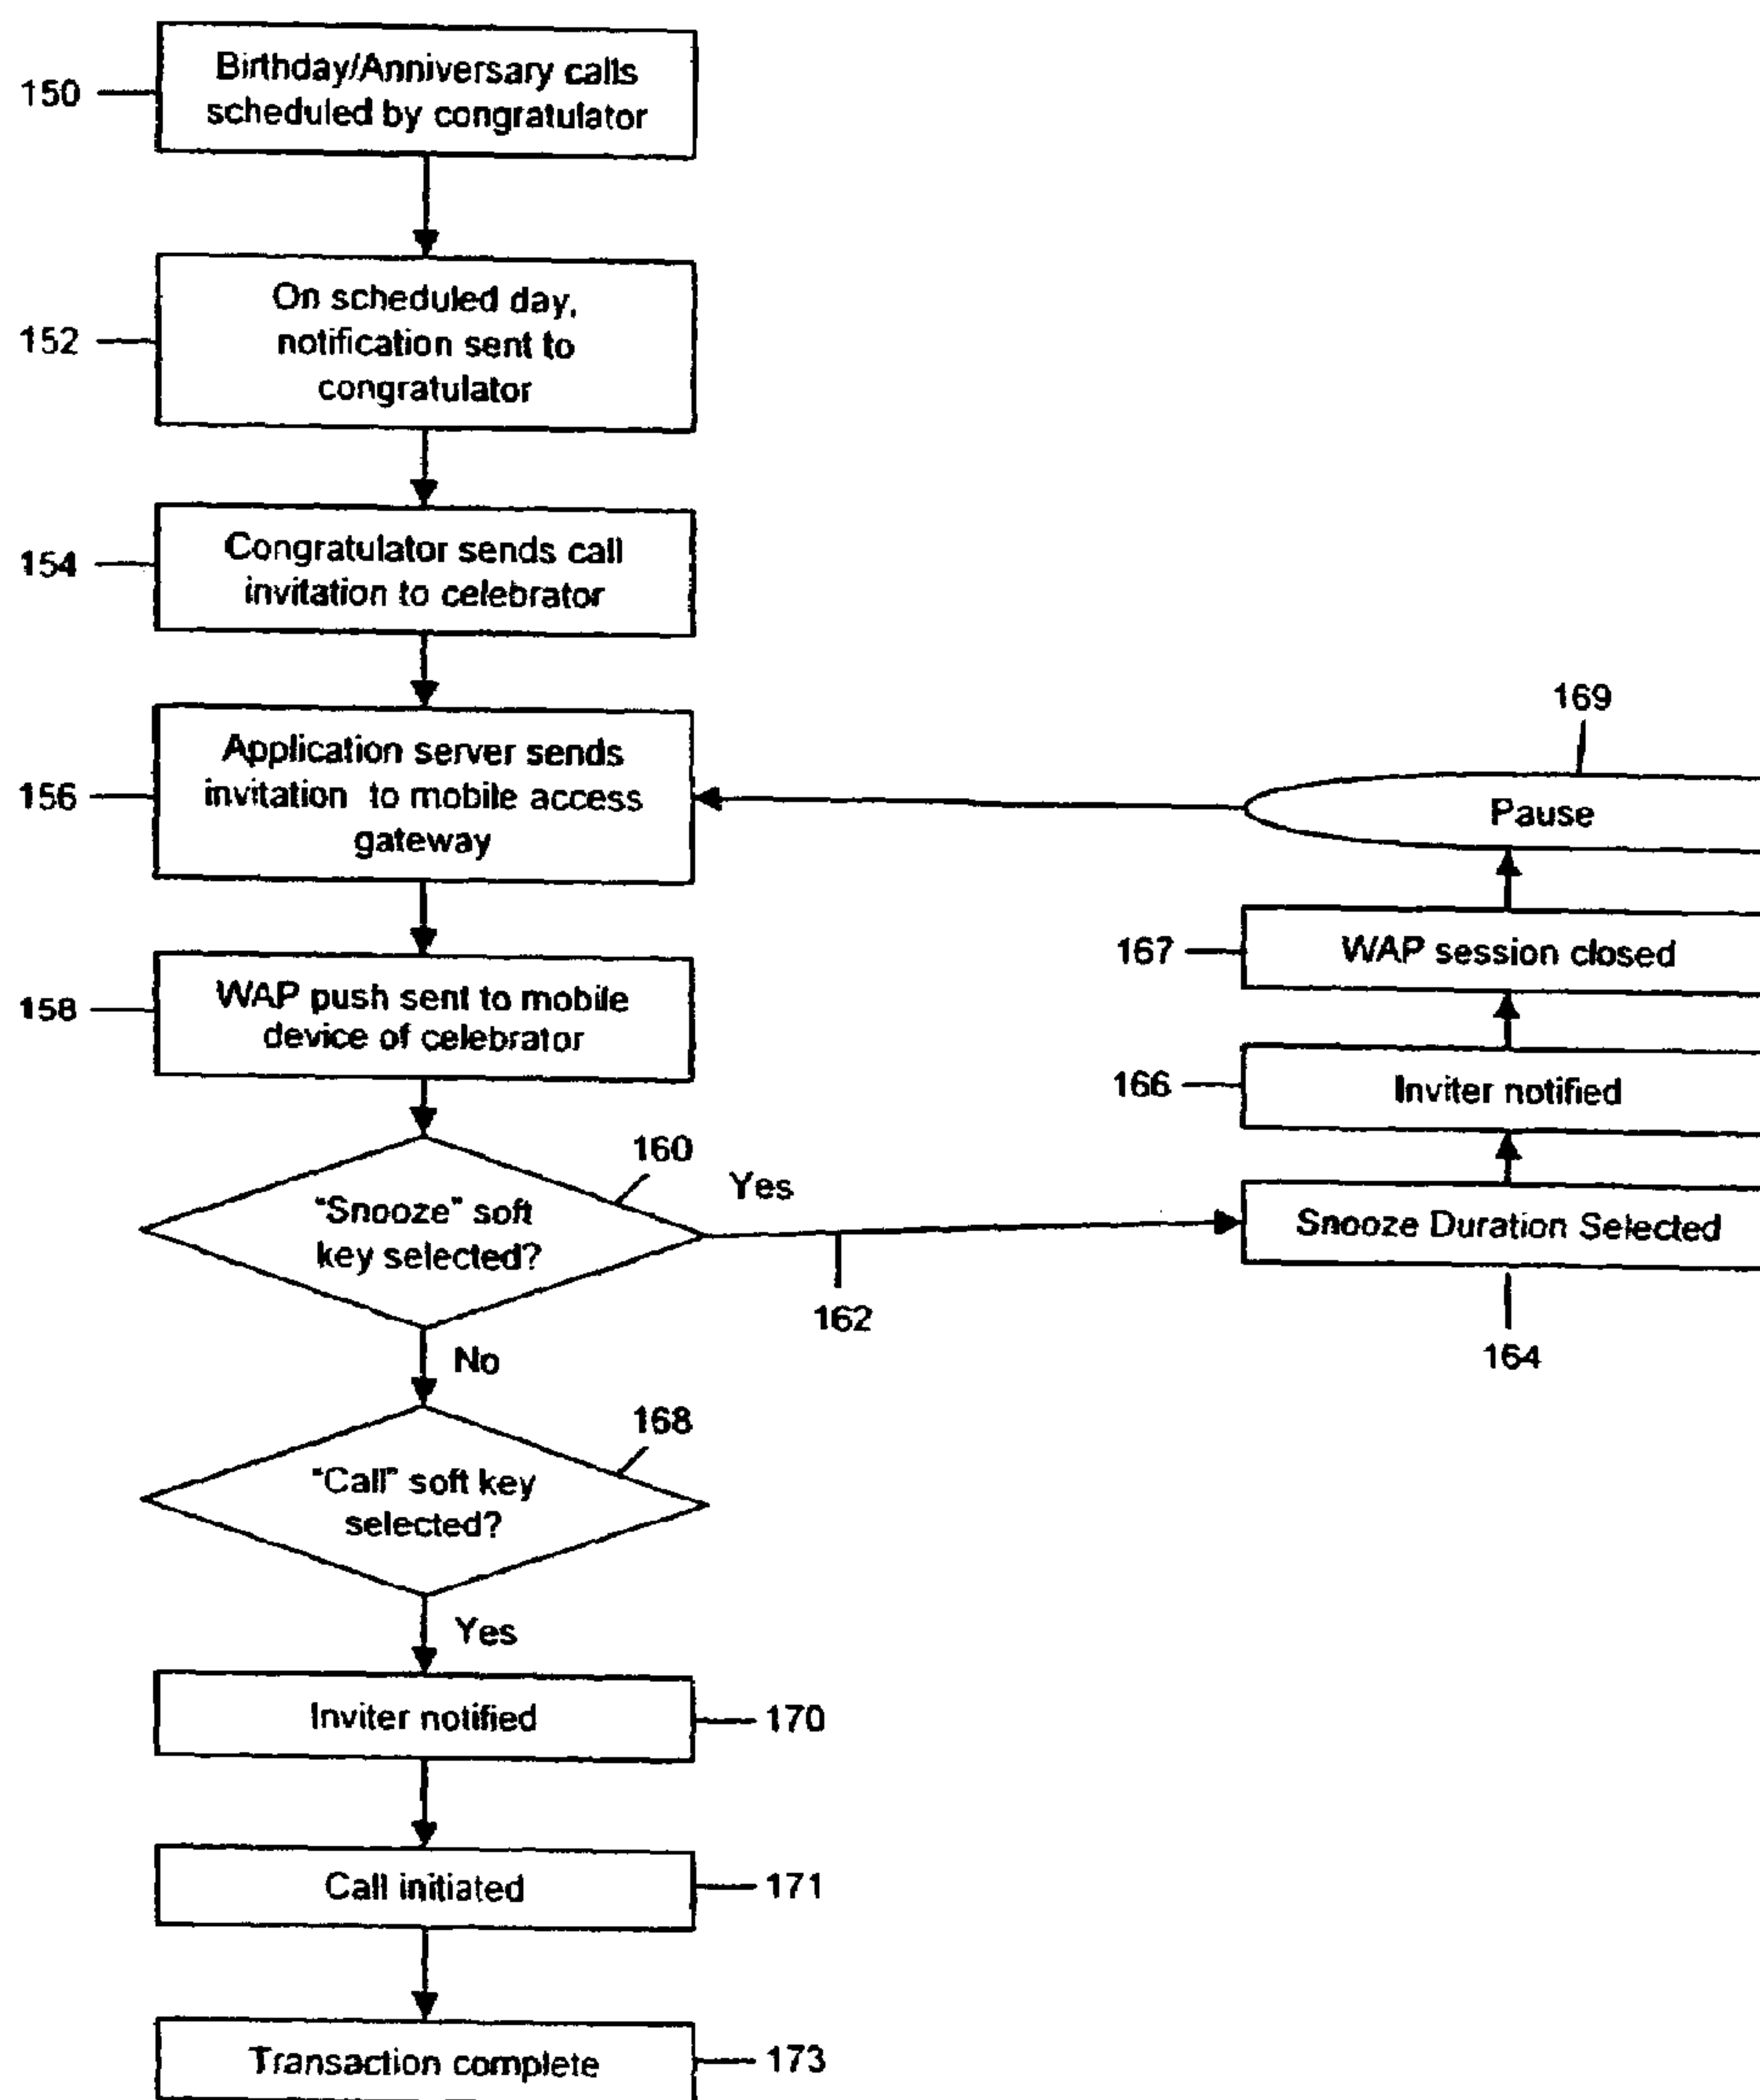 150
Birthday/Anniversary calls
scheduled by congratulator
152
On scheduled day,
notification sent to
congratulator
154
Congratulator sends call
invitation to celebrator
156
Application server sends
invitation to mobile access
gateway
169
Pause
158
WAP push sent to mobile
device of celebrator
167
WAP session closed
166
Inviter notified
160
"Snooze" soft
key selected?
Yes
162
Snooze Duration Selected
164
No
168
"Call" soft key
selected?
Yes
Inviter notified
170
Call initiated
171
Transaction complete
173